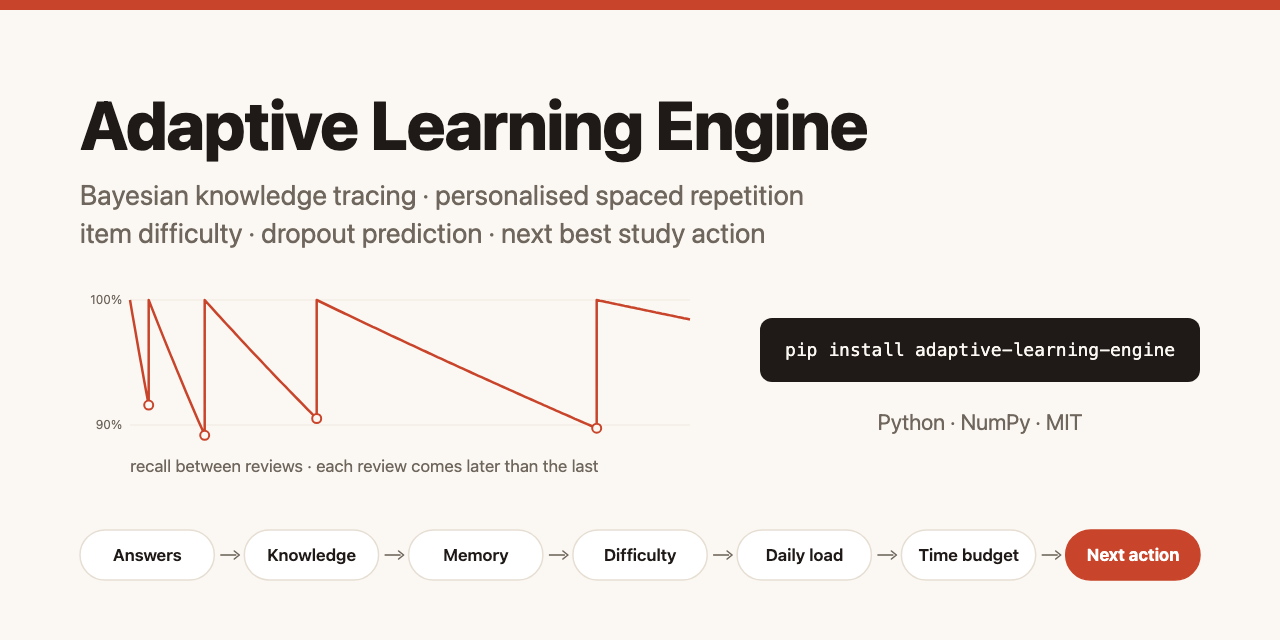 Adaptive Learning Engine
Bayesian knowledge tracing · personalised spaced repetition
item difficulty · dropout prediction · next best study action
100%
90%
recall between reviews · each review comes later than the last
pip install adaptive-learning-engine
Python · NumPy · MIT
Answers → Knowledge → Memory → Difficulty → Daily load → Time budget → Next action